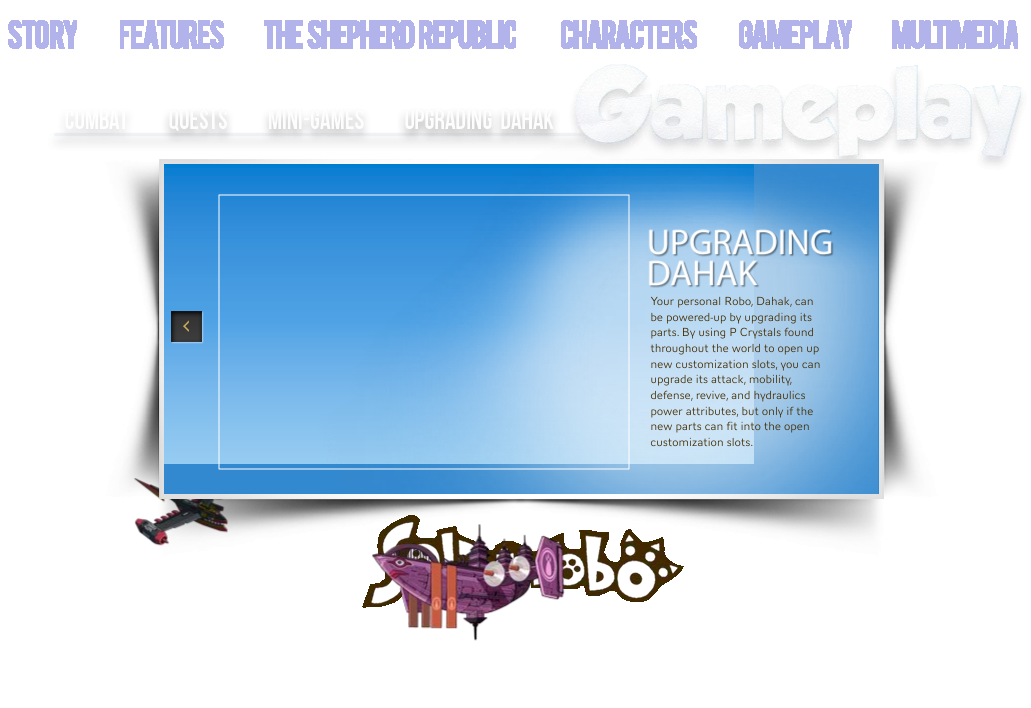 STORY FEATURES THE SHEPHERD REPUBLIC CHARACTERS GAMEPLAY MULTIMEDIA
Gameplay
COMBAT QUESTS MINI-GAMES UPGRADING DAHAK
UPGRADING
DAHAK
Your personal Robo, Dahak, can
be powered-up by upgrading its
parts. By using P Crystals found
throughout the world to open up
new customization slots, you can
upgrade its attack, mobility,
defense, revive, and hydraulics
power attributes, but only if the
new parts can fit into the open
customization slots.
Robo